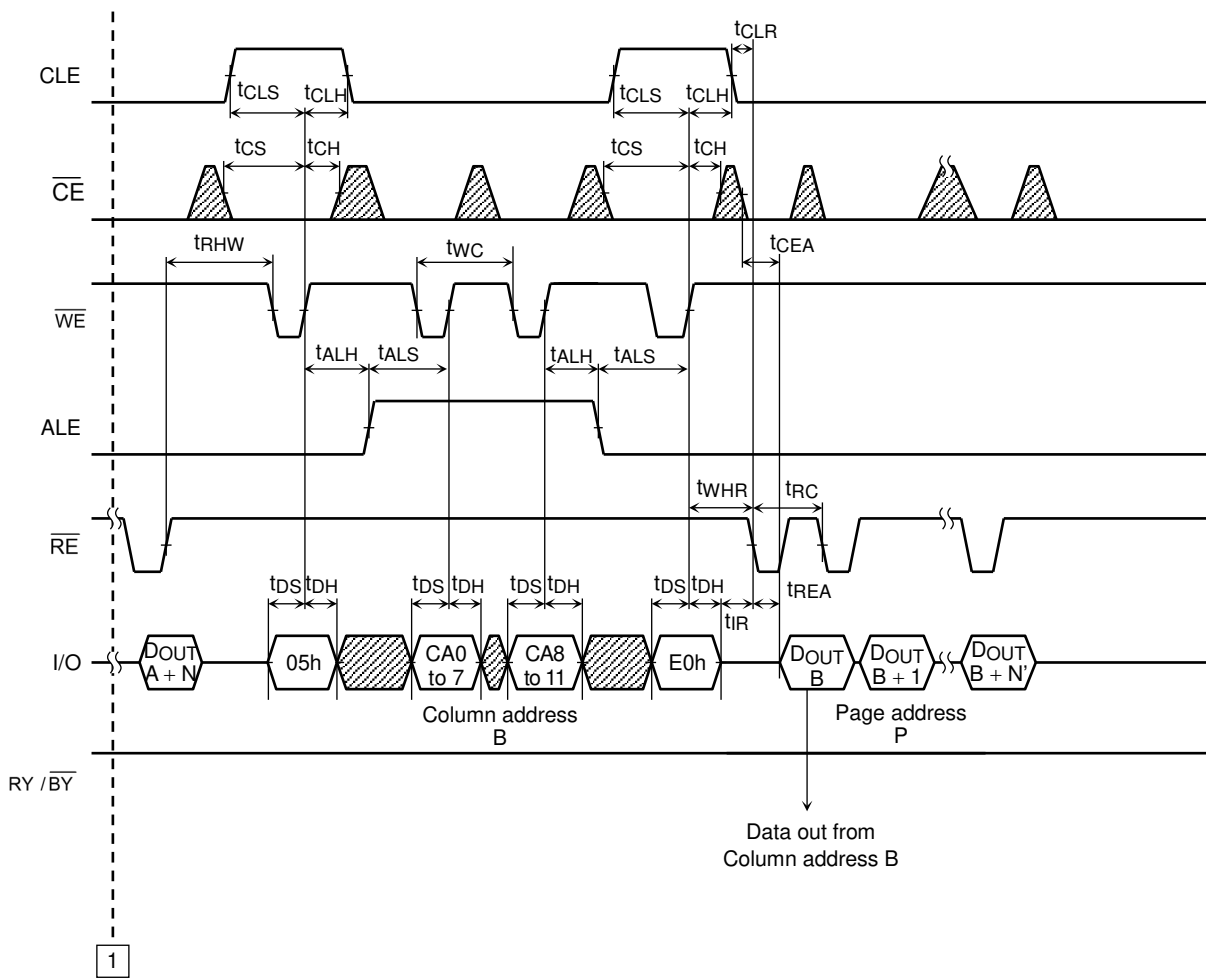 tCLR
CLE
tCLS tCLH tCLS tCLH
tCS tCH tCS tCH
CE
tRHW tWC tCEA
WE
tALH tALS tALH tALS
ALE
tWHR tRC
RE
tDS tDH tDS tDH tDS tDH tDS tDH tREA
tIR
I/O
DOUT
A + N
05h
CA0
to 7
CA8
to 11
E0h
DOUT
B
DOUT
B + 1
DOUT
B + N’
Column address
B
Page address
P
RY / BY
Data out from
Column address B
1